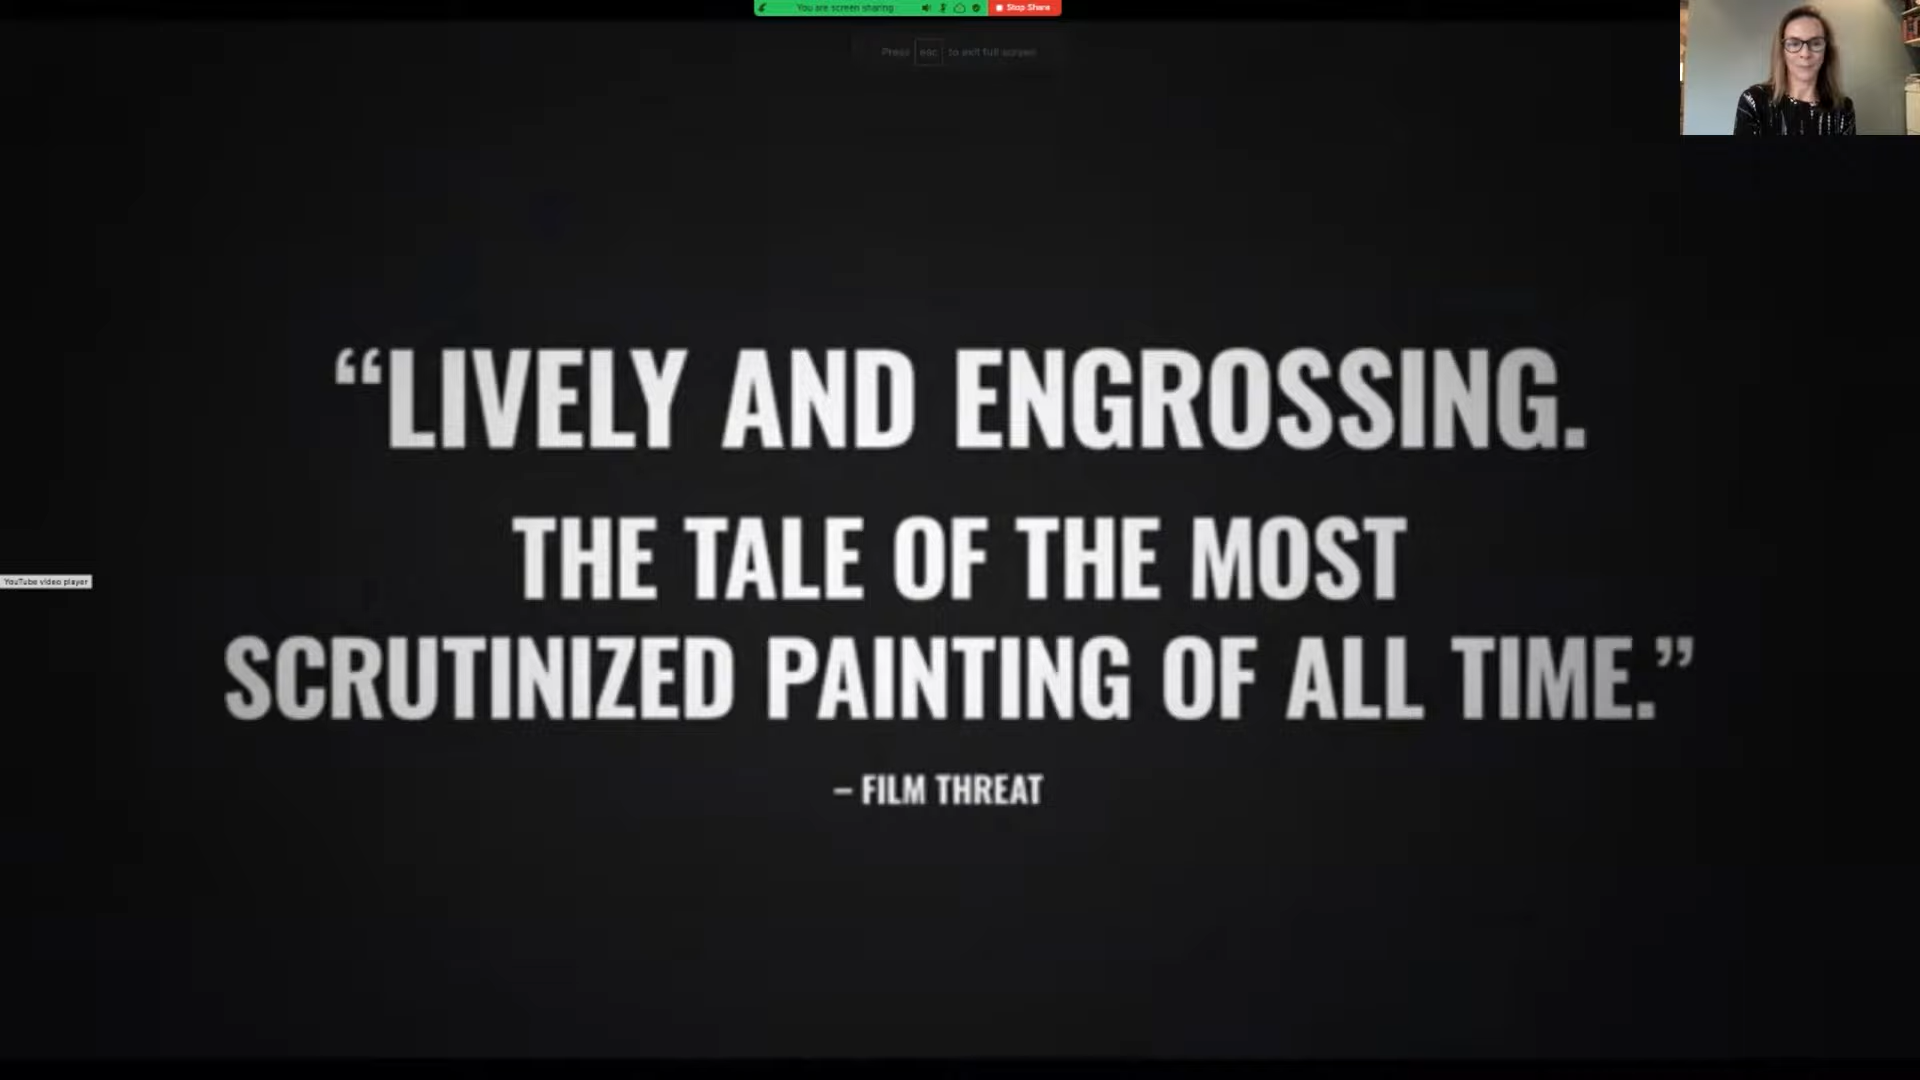 You are screen sharing
Stop Share
Press esc to exit full screen
“LIVELY AND ENGROSSING.
THE TALE OF THE MOST
SCRUTINIZED PAINTING OF ALL TIME.”
YouTube video player
– FILM THREAT